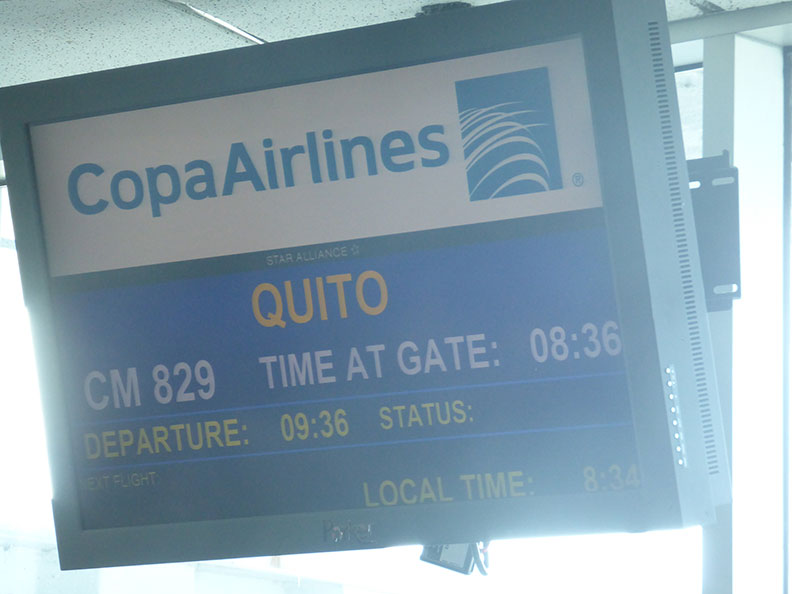 CopaAirlines ®
STAR ALLIANCE
QUITO
CM 829 TIME AT GATE: 08:36
DEPARTURE: 09:36 STATUS:
NEXT FLIGHT
LOCAL TIME: 8:34